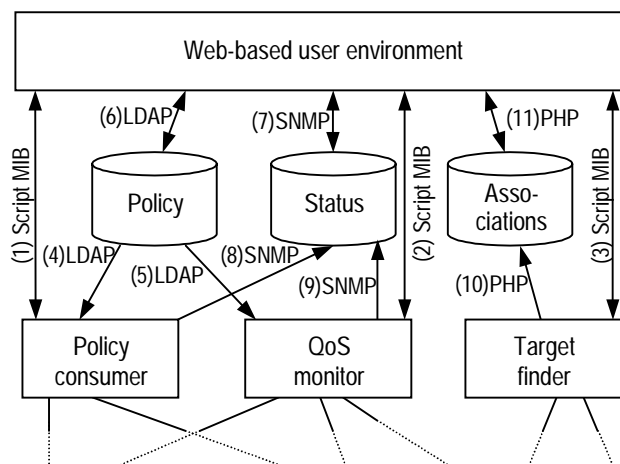 Web-based user environment
(6)LDAP
(7)SNMP
(11)PHP
(1) Script MIB
Policy
Status
Asso-
ciations
(2) Script MIB
(3) Script MIB
(4)LDAP
(5)LDAP
(8)SNMP
(9)SNMP
(10)PHP
Policy
consumer
QoS
monitor
Target
finder